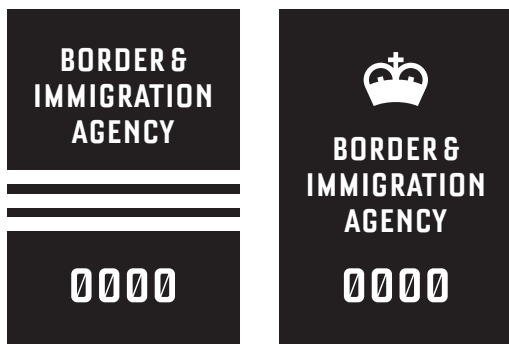 BORDER &
IMMIGRATION
AGENCY
0000
BORDER &
IMMIGRATION
AGENCY
0000